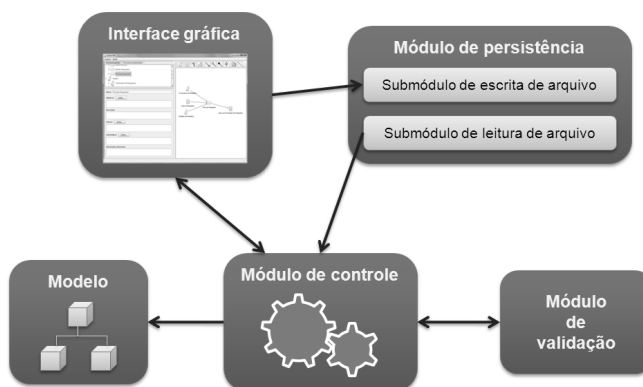 Interface gráfica
Módulo de persistência
Submódulo de escrita de arquivo
Submódulo de leitura de arquivo
Modelo
Módulo de controle
Módulo
de
validação